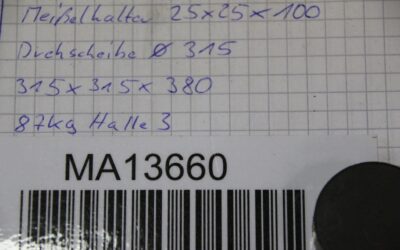 Meißelhalter 25x25x100
Drehscheibe Ø 315
315x315x380
87kg Halle 3
MA13660